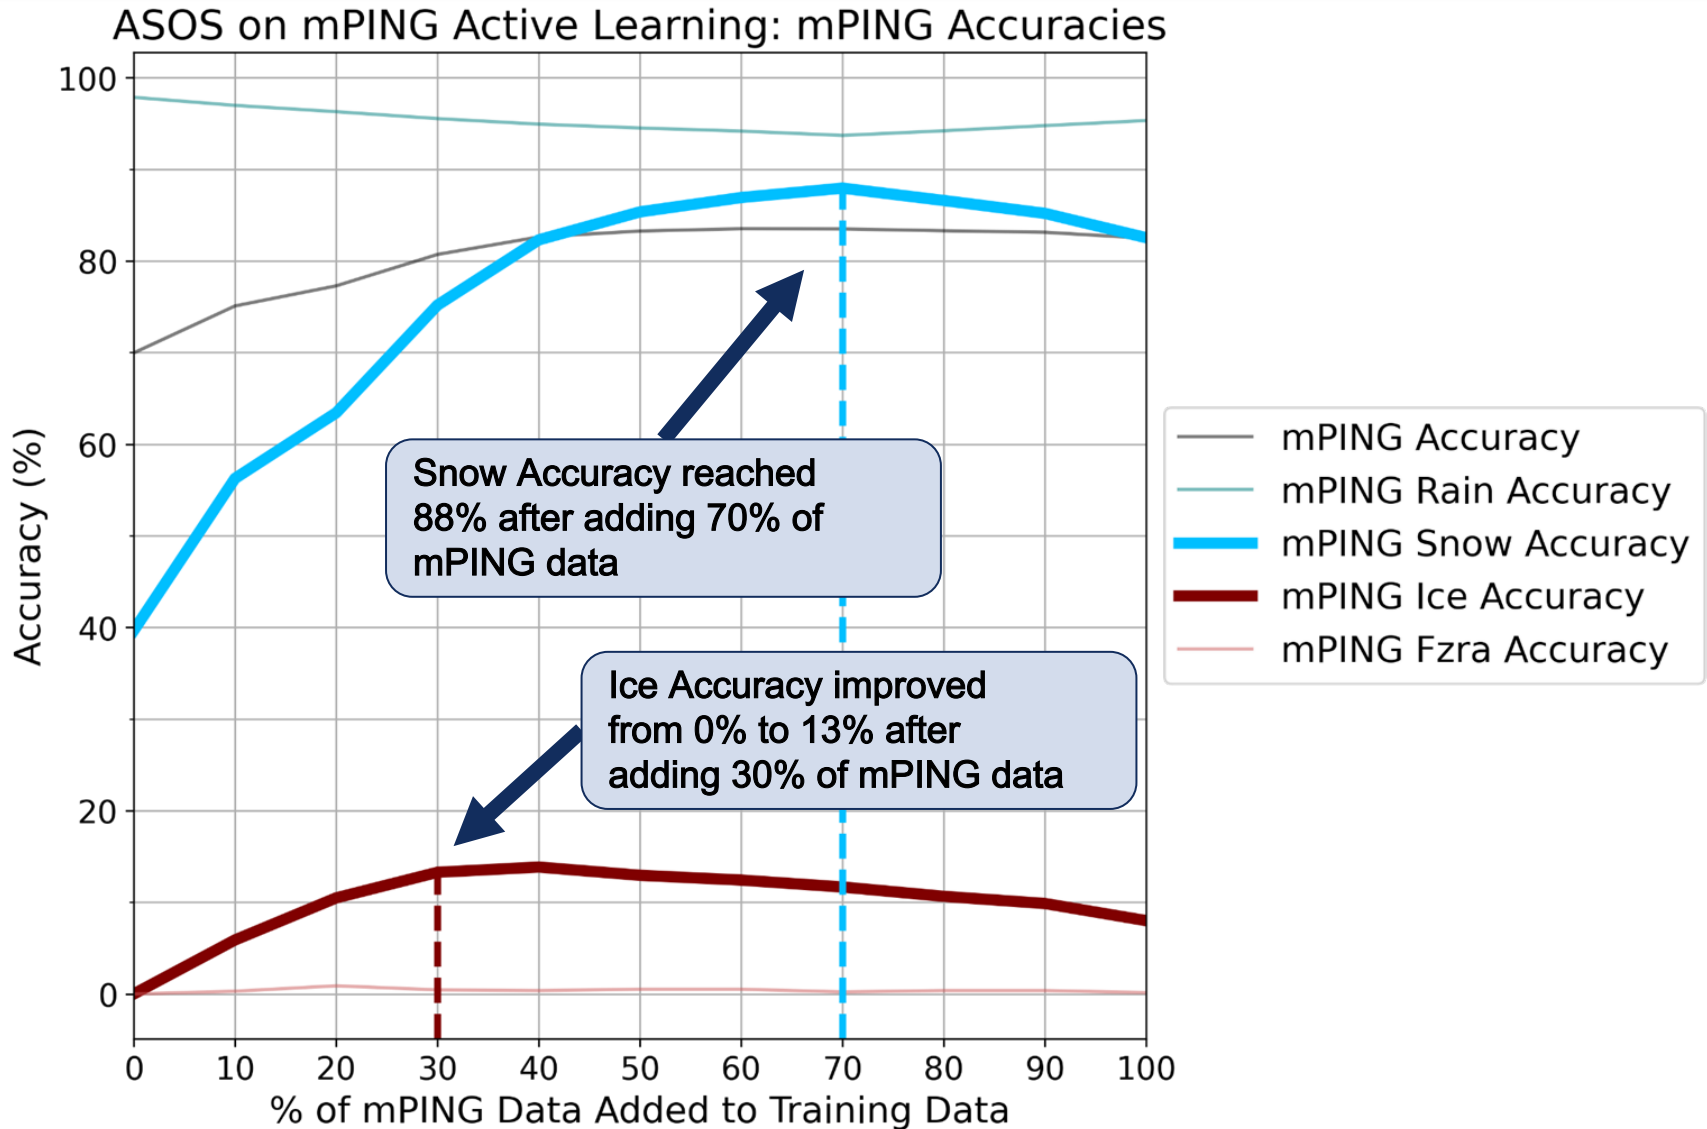 ASOS on mPING Active Learning: mPING Accuracies
100
80
60
40
20
0
Accuracy (%)
Snow Accuracy reached
88% after adding 70% of
mPING data
Ice Accuracy improved
from 0% to 13% after
adding 30% of mPING data
0 10 20 30 40 50 60 70 80 90 100
% of mPING Data Added to Training Data
mPING Accuracy
mPING Rain Accuracy
mPING Snow Accuracy
mPING Ice Accuracy
mPING Fzra Accuracy